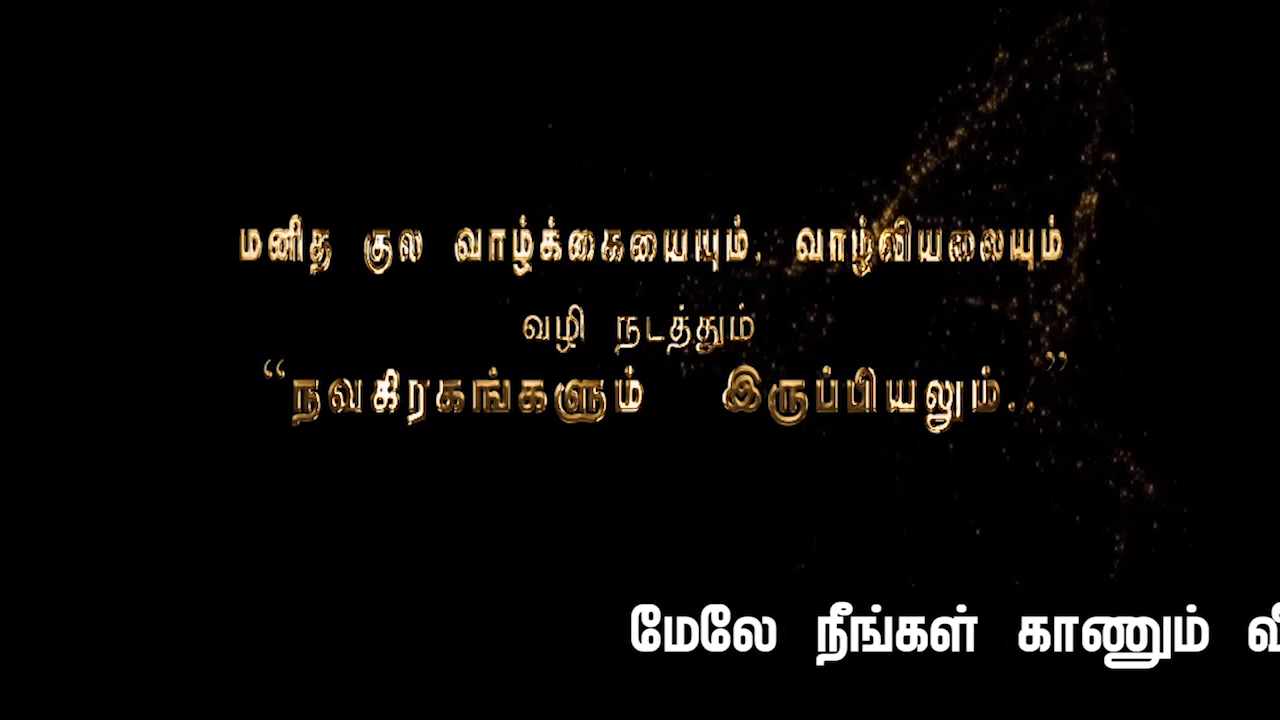 மனித குல வாழ்க்கையையும், வாழ்வியலையும்
வழி நடத்தும்
“நவகிரகங்களும் இருப்பியலும்..”
மேலே நீங்கள் காணும்